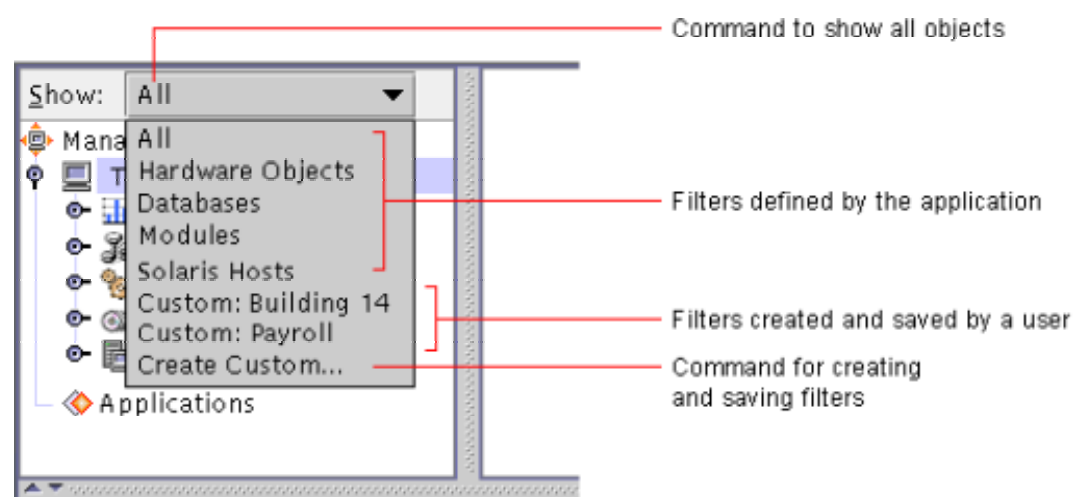 Command to show all objects
Show: All
Mana
All
Hardware Objects
Databases
Modules
Solaris Hosts
Custom: Building 14
Custom: Payroll
Create Custom...
Applications
Filters defined by the application
Filters created and saved by a user
Command for creating
and saving filters